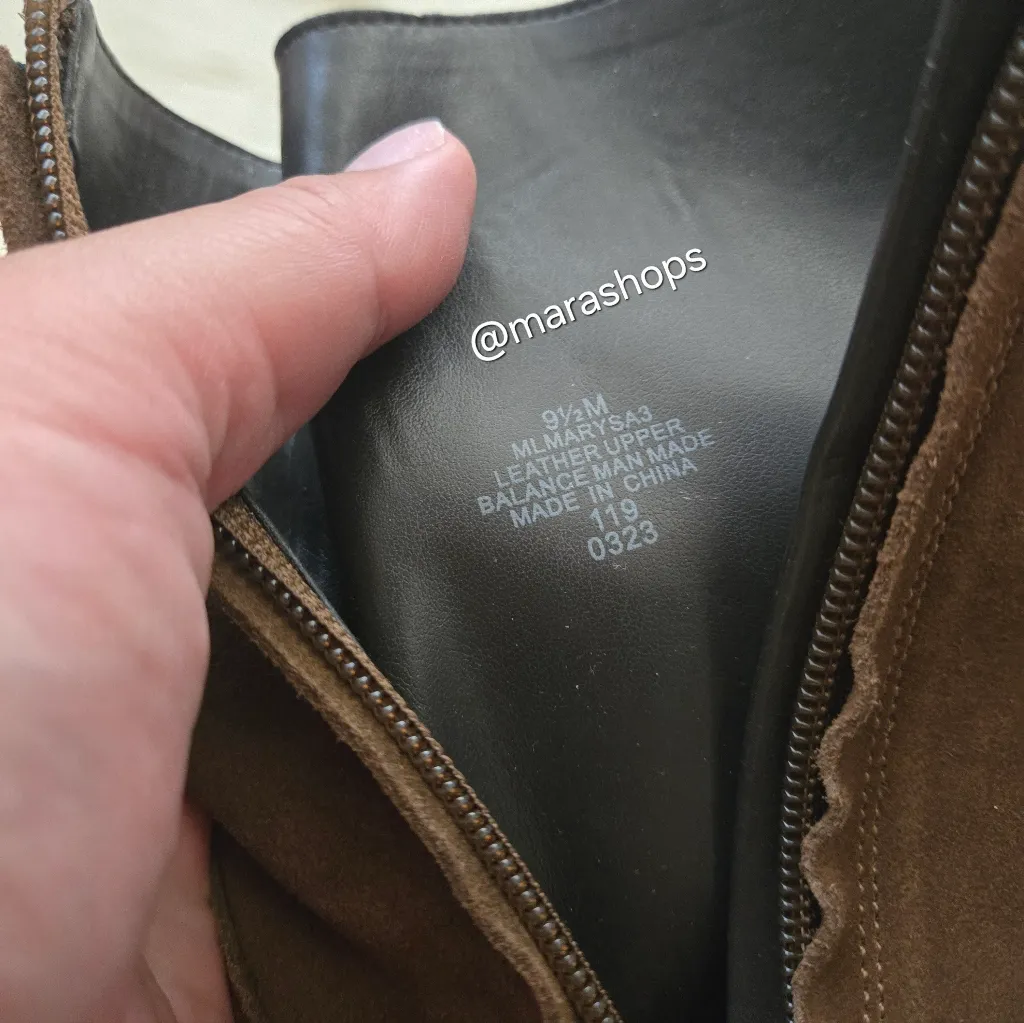 @marashops
9½M
MLMARYSA3
LEATHER UPPER
BALANCE MAN MADE
MADE IN CHINA
119
0323